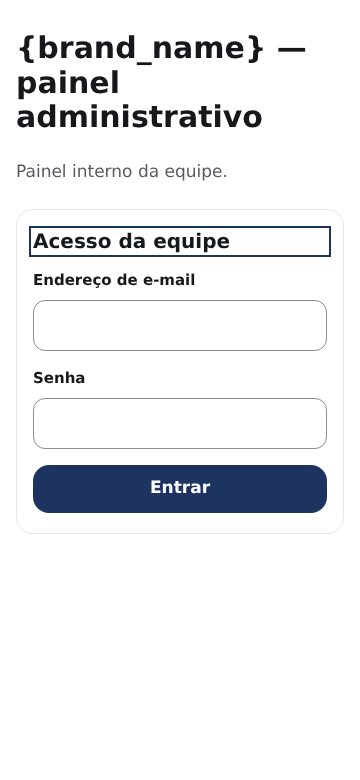 {brand_name} —
painel
administrativo
Painel interno da equipe.
Acesso da equipe
Endereço de e-mail
Senha
Entrar